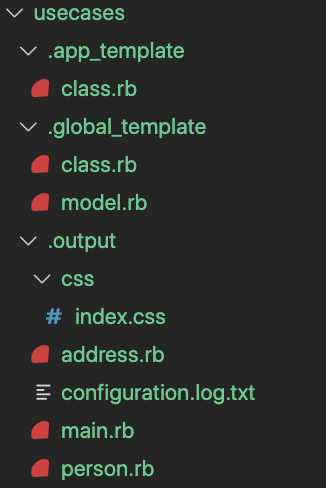 usecases
.app_template
class.rb
.global_template
class.rb
model.rb
.output
css
# index.css
address.rb
configuration.log.txt
main.rb
person.rb